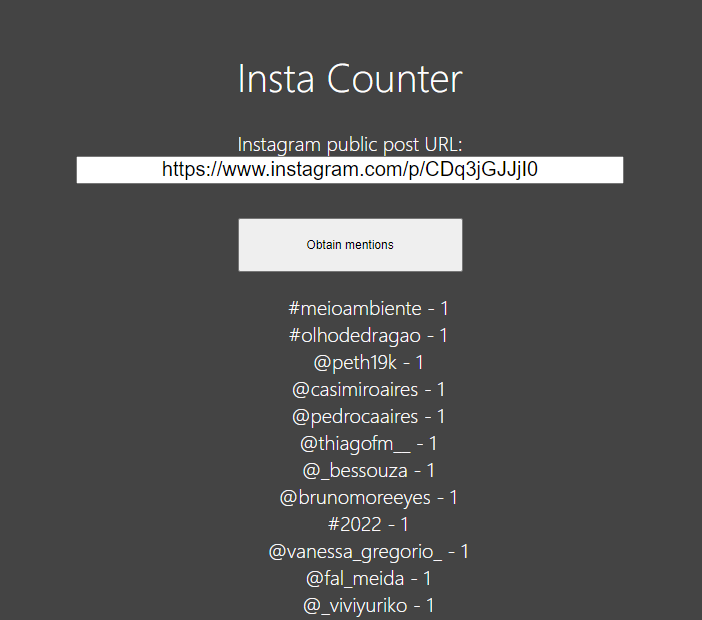 Insta Counter
Instagram public post URL:
https://www.instagram.com/p/CDq3jGJJjI0
Obtain mentions
#meioambiente - 1
#olhodedragao - 1
@peth19k - 1
@casimiroaires - 1
@pedrocaaires - 1
@thiagofm__ - 1
@_bessouza - 1
@brunomoreeyes - 1
#2022 - 1
@vanessa_gregorio_ - 1
@fal_meida - 1
@_viviyuriko - 1